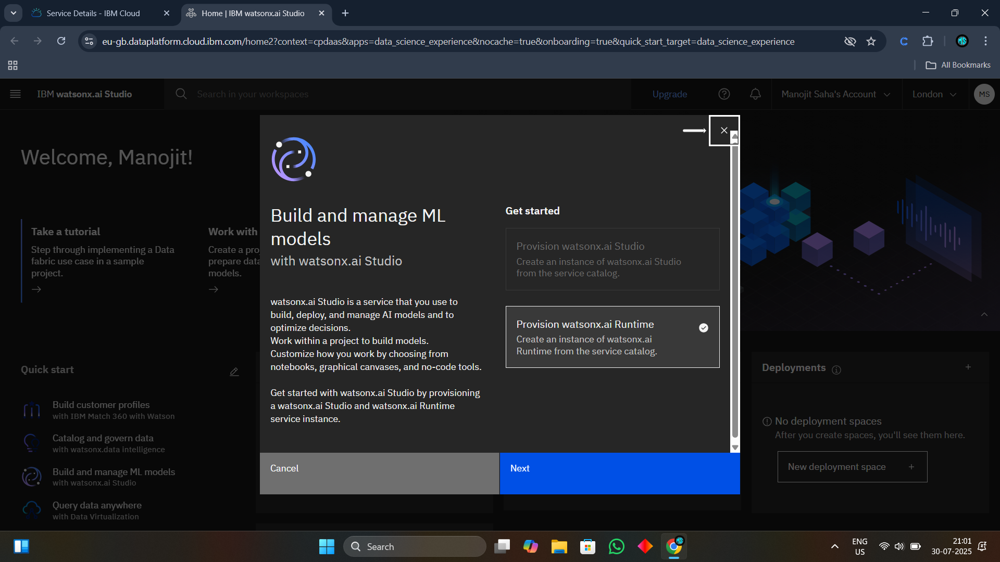 Service Details - IBM Cloud
Home | IBM watsonx.ai Studio
eu-gb.dataplatform.cloud.ibm.com/home2?context=cpdaas&apps=data_science_experience&nocache=true&onboarding=true&quick_start_target=data_science_experience
All Bookmarks
IBM watsonx.ai Studio
Search in your workspaces
Upgrade
Manojit Saha's Account
London
MS
Welcome, Manojit!
Take a tutorial
Step through implementing a Data
fabric use case in a sample
project.
Work with
Create a pro
prepare data
models.
Quick start
Build customer profiles
with IBM Match 360 with Watson
Catalog and govern data
with watsonx.data intelligence
Build and manage ML models
with watsonx.ai Studio
Query data anywhere
with Data Virtualization
Build and manage ML
models
with watsonx.ai Studio
watsonx.ai Studio is a service that you use to
build, deploy, and manage AI models and to
optimize decisions.
Work within a project to build models.
Customize how you work by choosing from
notebooks, graphical canvases, and no-code tools.
Get started with watsonx.ai Studio by provisioning
a watsonx.ai Studio and watsonx.ai Runtime
service instance.
Get started
Provision watsonx.ai Studio
Create an instance of watsonx.ai Studio
from the service catalog.
Provision watsonx.ai Runtime
Create an instance of watsonx.ai
Runtime from the service catalog.
Cancel
Next
Deployments
No deployment spaces
After you create spaces, you'll see them here.
New deployment space
Search
ENG
US
21:01
30-07-2025